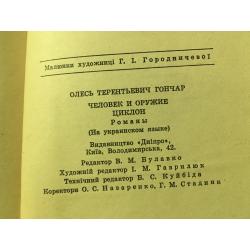 Малюнки художниці Г. І. Городничевої
ОЛЕСЬ ТЕРЕНТЬЕВИЧ ГОНЧАР
ЧЕЛОВЕК И ОРУЖИЕ
ЦИКЛОН
Романы
(На украинском языке)
Видавництво «Дніпро»,
Київ, Володимирська, 42.
Редактор В. М. Булавко
Художній редактор І. М. Гаврилюк
Технічний редактор Б. С. Куйбіда
Коректори О. С. Назаренко, Г. М. Стадник